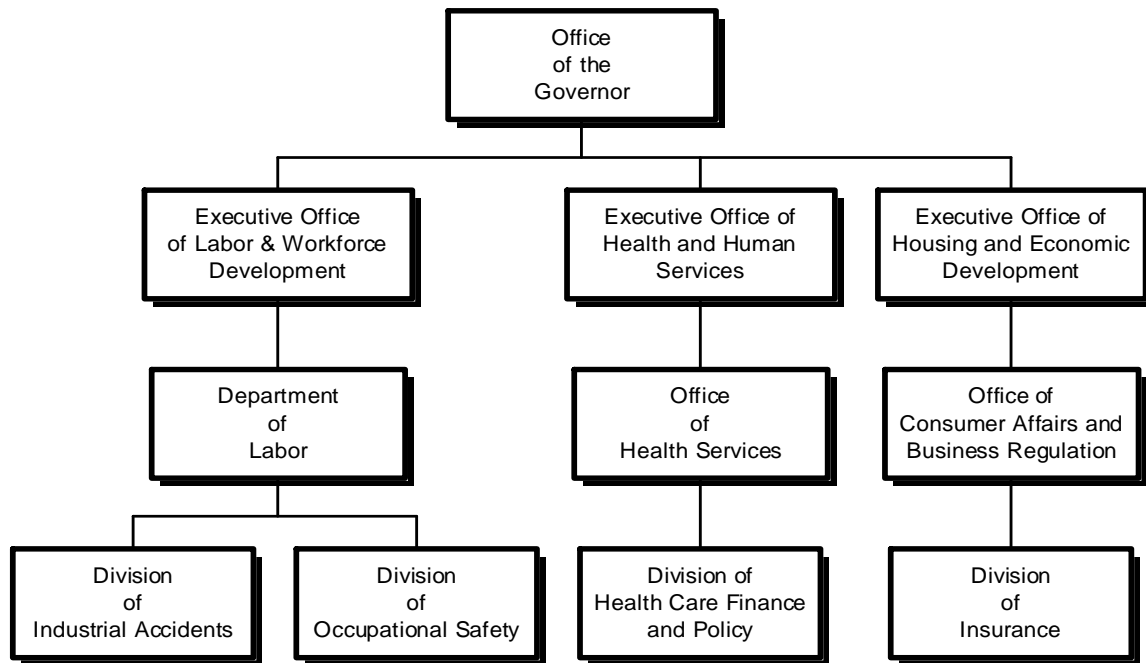 Office
of the
Governor
Executive Office
of Labor & Workforce
Development
Executive Office of
Health and Human
Services
Executive Office of
Housing and Economic
Development
Department
of
Labor
Office
of
Health Services
Office of
Consumer Affairs and
Business Regulation
Division
of
Industrial Accidents
Division
of
Occupational Safety
Division of
Health Care Finance
and Policy
Division
of
Insurance